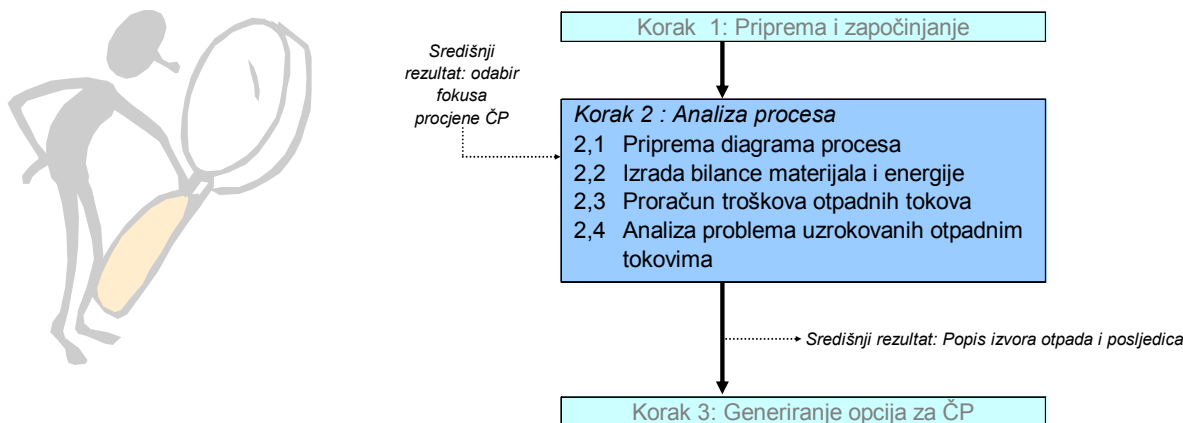 Korak 1: Priprema i započinjanje
Središnji
rezultat: odabir
fokusa
procjene ČP
Korak 2 : Analiza procesa
2,1 Priprema diagrama procesa
2,2 Izrada bilance materijala i energije
2,3 Proračun troškova otpadnih tokova
2,4 Analiza problema uzrokovanih otpadnim
tokovima
Središnji rezultat: Popis izvora otpada i posljedica
Korak 3: Generiranje opcija za ČP